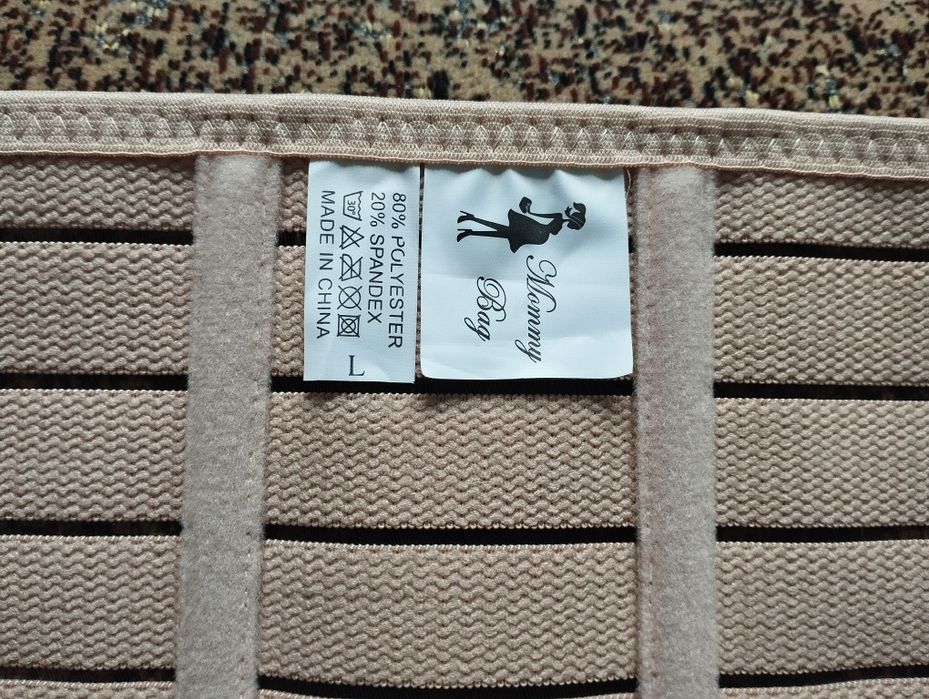 80% POLYESTER
20% SPANDEX
30°
MADE IN CHINA
L
Mommy
Bag